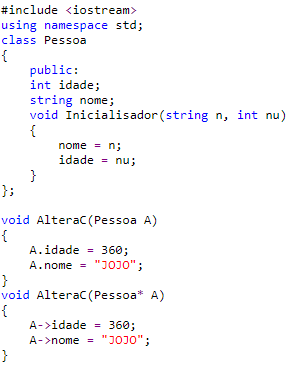 #include <iostream>
using namespace std;
class Pessoa
{
    public:
    int idade;
    string nome;
    void Inicialisador(string n, int nu)
    {
        nome = n;
        idade = nu;
    }
};

void AlteraC(Pessoa A)
{
    A.idade = 360;
    A.nome = "JOJO";
}
void AlteraC(Pessoa* A)
{
    A->idade = 360;
    A->nome = "JOJO";
}